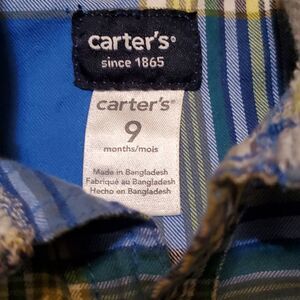 carter's®
since 1865
carter's®
9
months/mois
Made in Bangladesh
Fabriqué au Bangladesh
Hecho en Bangladesh